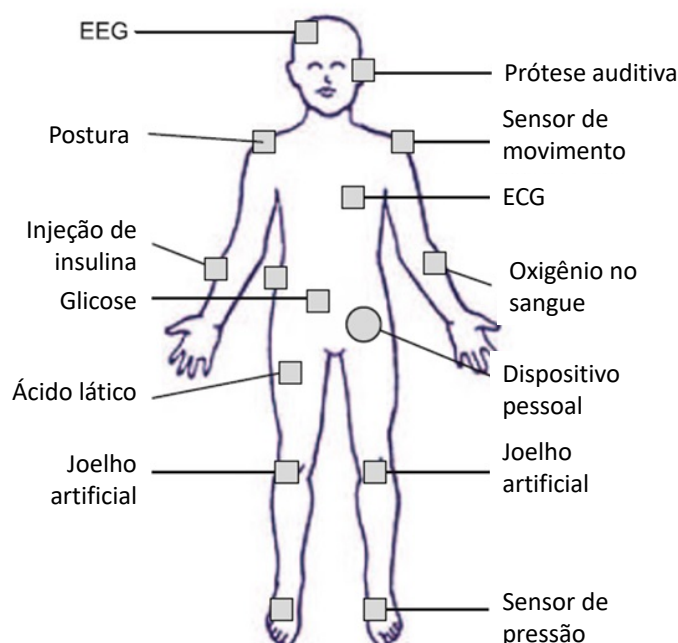 EEG
Prótese auditiva
Postura
Sensor de
movimento
ECG
Injeção de
insulina
Oxigênio no
sangue
Glicose
Dispositivo
pessoal
Ácido lático
Joelho
artificial
Joelho
artificial
Sensor de
pressão